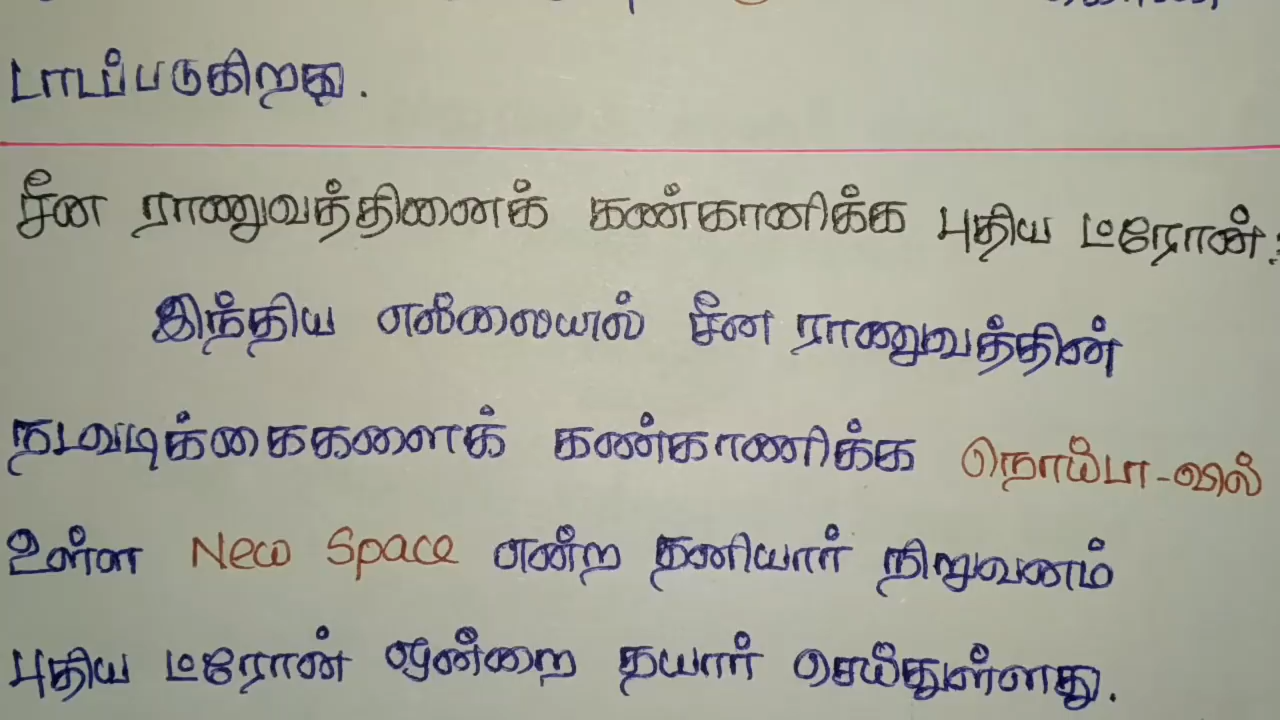 டாடப்படுகிறது.
சீன ராணுவத்தினைக் கண்காணிக்க புதிய ட்ரோன்:
இந்திய எல்லையில் சீன ராணுவத்தின்
நடவடிக்கைகளைக் கண்காணிக்க நொய்டா-வில்
உள்ள New Space என்ற தனியார் நிறுவனம்
புதிய ட்ரோன் ஒன்றை தயார் செய்துள்ளது.